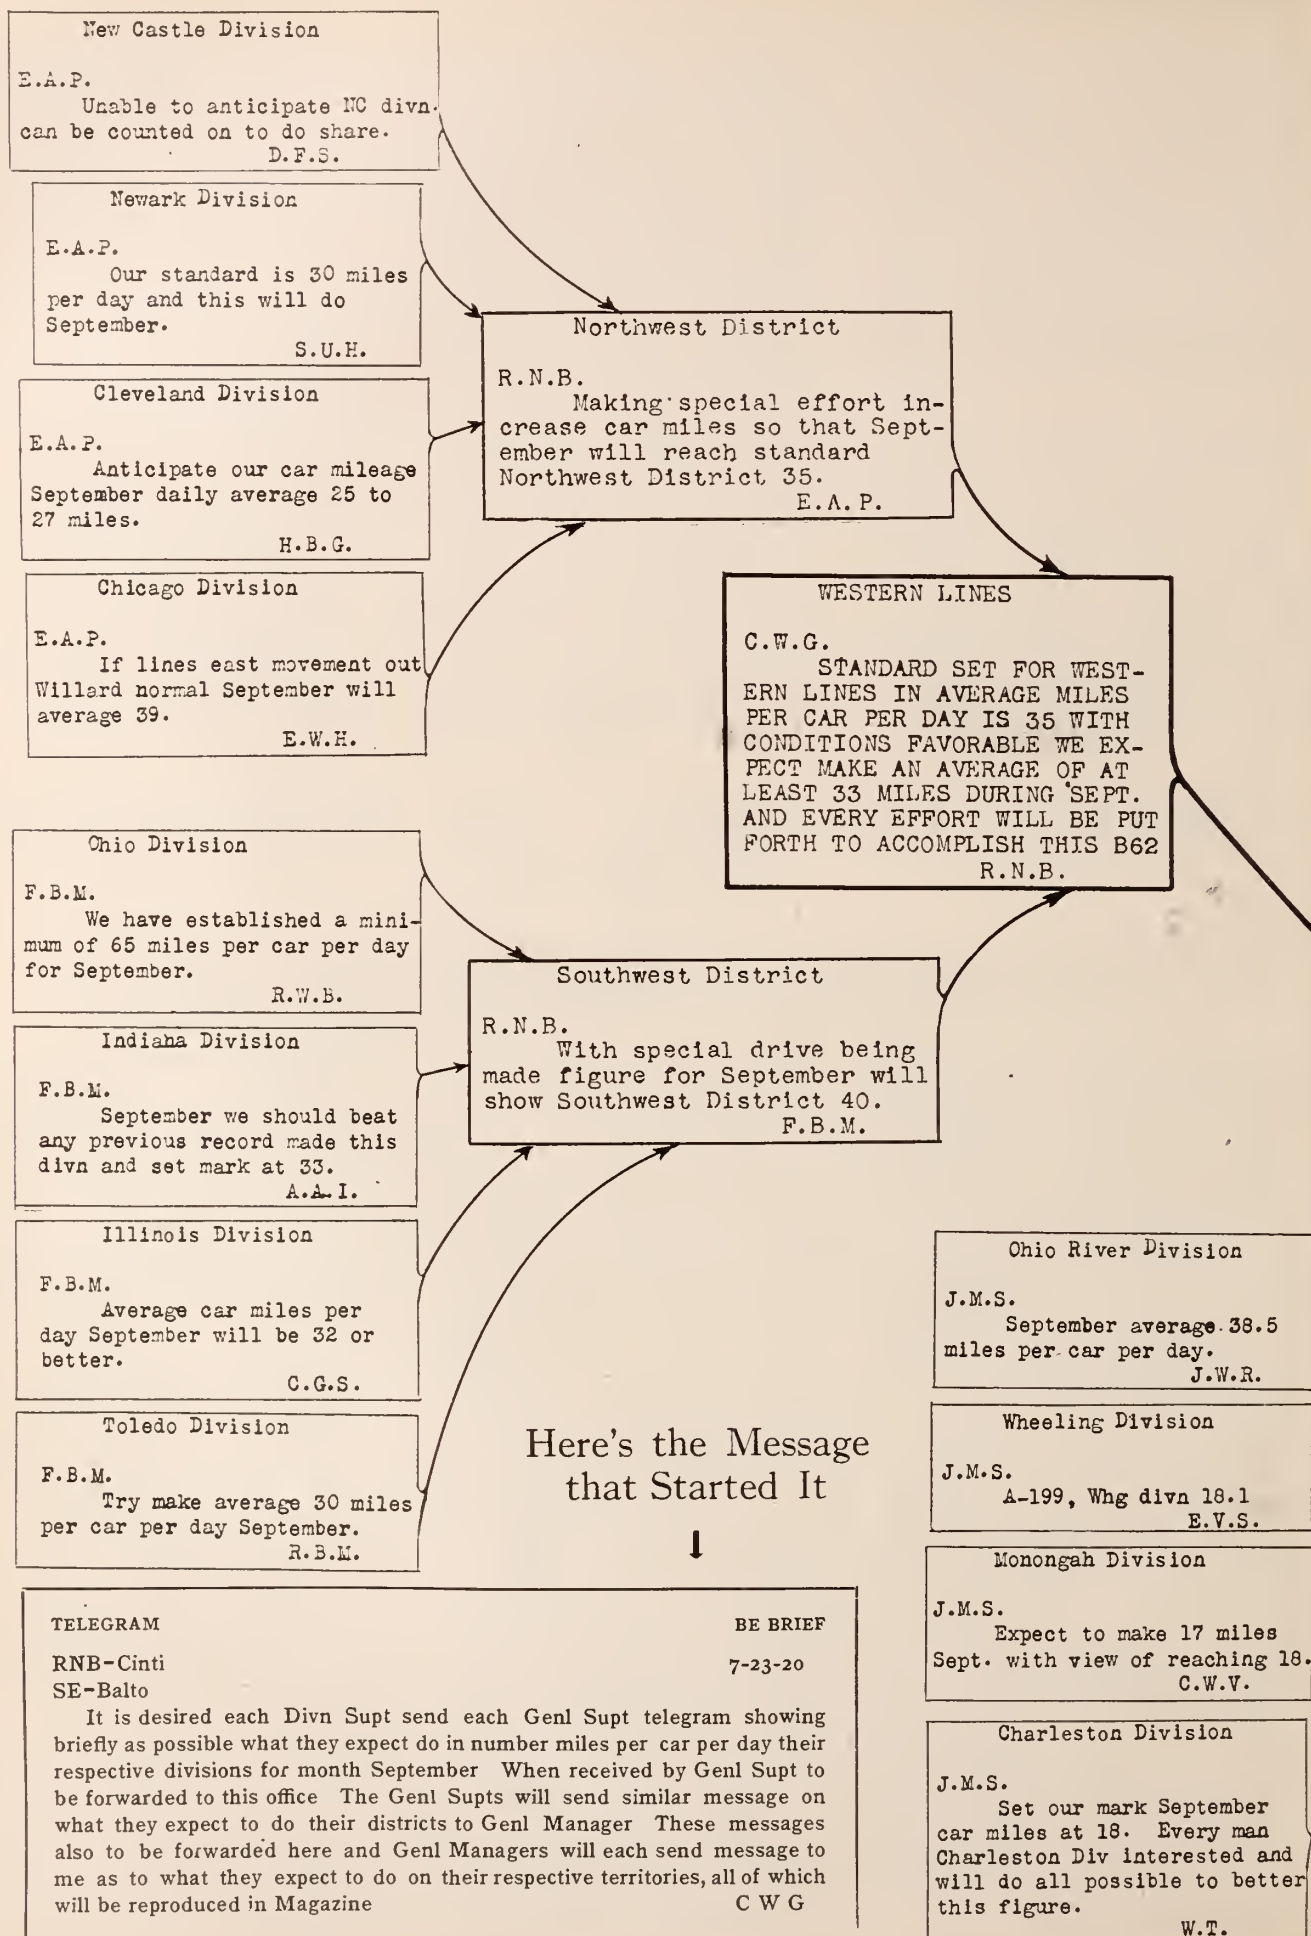 New Castle Division
E.A.P.
Unable to anticipate NC divn.
can be counted on to do share.
D.F.S.
Newark Division
E.A.P.
Our standard is 30 miles
per day and this will do
September.
S.U.H.
Cleveland Division
E.A.P.
Anticipate our car mileage
September daily average 25 to
27 miles.
H.B.G.
Chicago Division
E.A.P.
If lines east movement out
Willard normal September will
average 39.
E.W.H.
Northwest District
R.N.B.
Making special effort in-
crease car miles so that Sept-
ember will reach standard
Northwest District 35.
E.A.P.
WESTERN LINES
C.W.G.
STANDARD SET FOR WEST-
ERN LINES IN AVERAGE MILES
PER CAR PER DAY IS 35 WITH
CONDITIONS FAVORABLE WE EX-
PECT MAKE AN AVERAGE OF AT
LEAST 33 MILES DURING SEPT.
AND EVERY EFFORT WILL BE PUT
FORTH TO ACCOMPLISH THIS B62
R.N.B.
Ohio Division
F.B.M.
We have established a mini-
mum of 65 miles per car per day
for September.
R.W.B.
Indiana Division
F.B.M.
September we should beat
any previous record made this
divn and set mark at 33.
A.A.I.
Illinois Division
F.B.M.
Average car miles per
day September will be 32 or
better.
C.G.S.
Toledo Division
F.B.M.
Try make average 30 miles
per car per day September.
R.B.M.
Southwest District
R.N.B.
With special drive being
made figure for September will
show Southwest District 40.
F.B.M.
Here's the Message
that Started It
TELEGRAM BE BRIEF
RNB-Cinti 7-23-20
SE-Balto
It is desired each Divn Supt send each Genl Supt telegram showing
briefly as possible what they expect do in number miles per car per day their
respective divisions for month September When received by Genl Supt to
be forwarded to this office The Genl Supts will send similar message on
what they expect to do their districts to Genl Manager These messages
also to be forwarded here and Genl Managers will each send message to
me as to what they expect to do on their respective territories, all of which
will be reproduced in Magazine C W G
Ohio River Division
J.M.S.
September average 38.5
miles per car per day.
J.W.R.
Wheeling Division
J.M.S.
A-199, Whg divn 18.1
E.V.S.
Monongah Division
J.M.S.
Expect to make 17 miles
Sept. with view of reaching 18.
C.W.V.
Charleston Division
J.M.S.
Set our mark September
car miles at 18. Every man
Charleston Div interested and
will do all possible to better
this figure.
W.T.